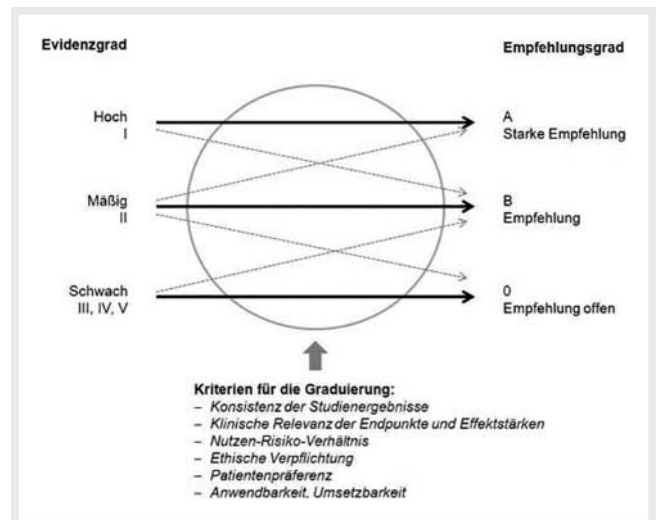 Evidenzgrad
Empfehlungsgrad
Hoch
I
A
Starke Empfehlung
Mäßig
II
B
Empfehlung
Schwach
III, IV, V
0
Empfehlung offen
Kriterien für die Graduierung:
– Konsistenz der Studienergebnisse
– Klinische Relevanz der Endpunkte und Effektstärken
– Nutzen-Risiko-Verhältnis
– Ethische Verpflichtung
– Patientenpräferenz
– Anwendbarkeit, Umsetzbarkeit